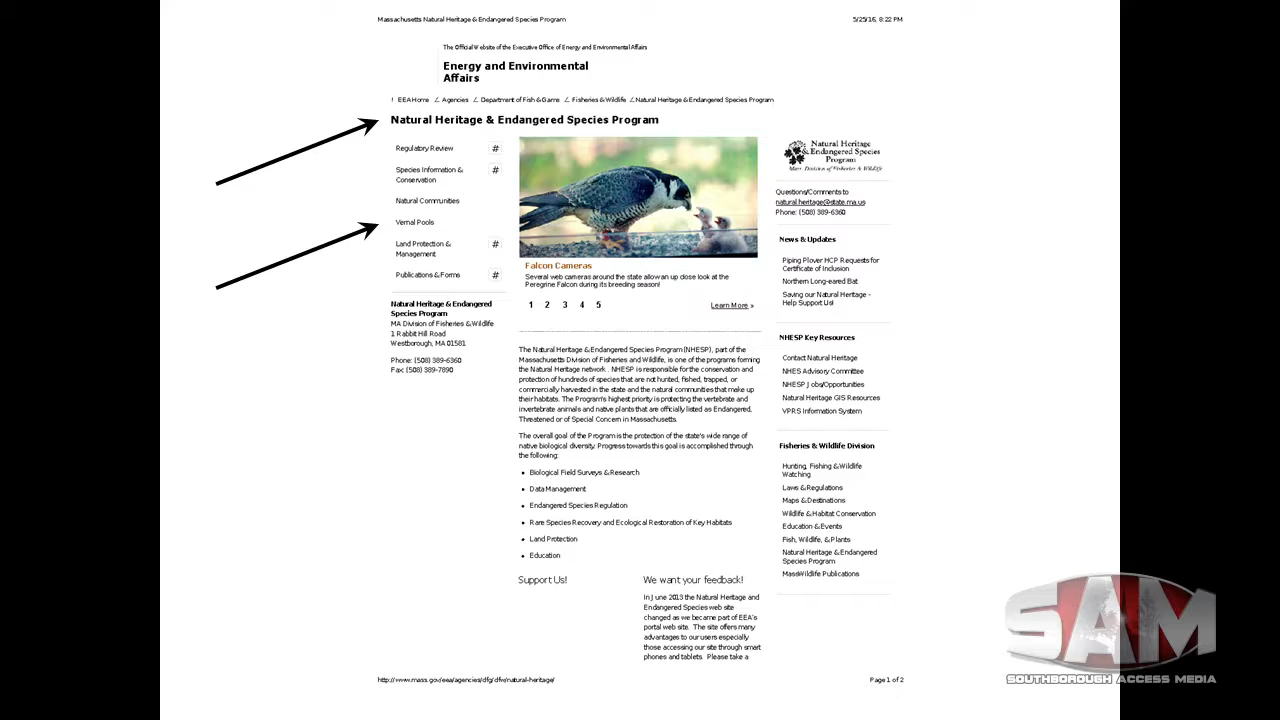 Massachusetts Natural Heritage & Endangered Species Program
5/25/16, 8:22 PM
The Official Website of the Executive Office of Energy and Environmental Affairs
Energy and Environmental
Affairs
EEA Home
Agencies
Department of Fish & Game
Fisheries & Wildlife
Natural Heritage & Endangered Species Program
Natural Heritage & Endangered Species Program
Regulatory Review #
Species Information & #
Conservation
Natural Communities
Vernal Pools
Land Protection & #
Management
Publications & Forms #
Natural Heritage & Endangered
Species Program
MA Division of Fisheries & Wildlife
1 Rabbit Hill Road
Westborough, MA 01581
Phone: (508) 389-6360
Fax: (508) 389-7890
Falcon Cameras
Several web cameras around the state allow an up close look at the
Peregrine Falcon during its breeding season!
1 2 3 4 5
Learn More »
The Natural Heritage & Endangered Species Program (NHESP), part of the
Massachusetts Division of Fisheries and Wildlife, is one of the programs forming
the Natural Heritage network . NHESP is responsible for the conservation and
protection of hundreds of species that are not hunted, fished, trapped, or
commercially harvested in the state and the natural communities that make up
their habitats. The Program's highest priority is protecting the vertebrate and
invertebrate animals and native plants that are officially listed as Endangered,
Threatened or of Special Concern in Massachusetts.
The overall goal of the Program is the protection of the state's wide range of
native biological diversity. Progress towards this goal is accomplished through
the following:
• Biological Field Surveys & Research
• Data Management
• Endangered Species Regulation
• Rare Species Recovery and Ecological Restoration of Key Habitats
• Land Protection
• Education
Support Us!
We want your feedback!
In June 2013 the Natural Heritage and
Endangered Species web site
changed as we became part of EEA's
portal web site. The site offers many
advantages to our users especially
those accessing our site through smart
phones and tablets. Please take a
Natural Heritage
& Endangered Species
Program
Mass. Division of Fisheries & Wildlife
Questions/Comments to
natural.heritage@state.ma.us
Phone: (508) 389-6360
News & Updates
Piping Plover HCP Requests for
Certificate of Inclusion
Northern Long-eared Bat
Saving our Natural Heritage -
Help Support Us!
NHESP Key Resources
Contact Natural Heritage
NHES Advisory Committee
NHESP Jobs/Opportunities
Natural Heritage GIS Resources
VPRS Information System
Fisheries & Wildlife Division
Hunting, Fishing & Wildlife
Watching
Laws & Regulations
Maps & Destinations
Wildlife & Habitat Conservation
Education & Events
Fish, Wildlife, & Plants
Natural Heritage & Endangered
Species Program
MassWildlife Publications
http://www.mass.gov/eea/agencies/dfg/dfw/natural-heritage/
Page 1 of 2
SAM
SOUTHBOROUGH ACCESS MEDIA